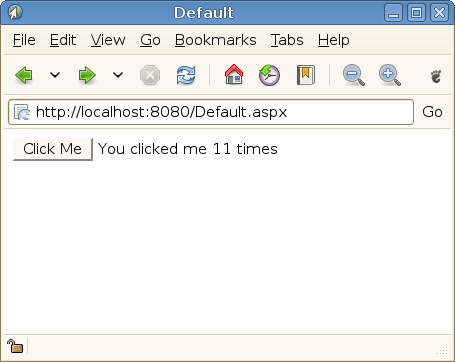 Default
File Edit View Go Bookmarks Tabs Help
http://localhost:8080/Default.aspx Go
Click Me You clicked me 11 times